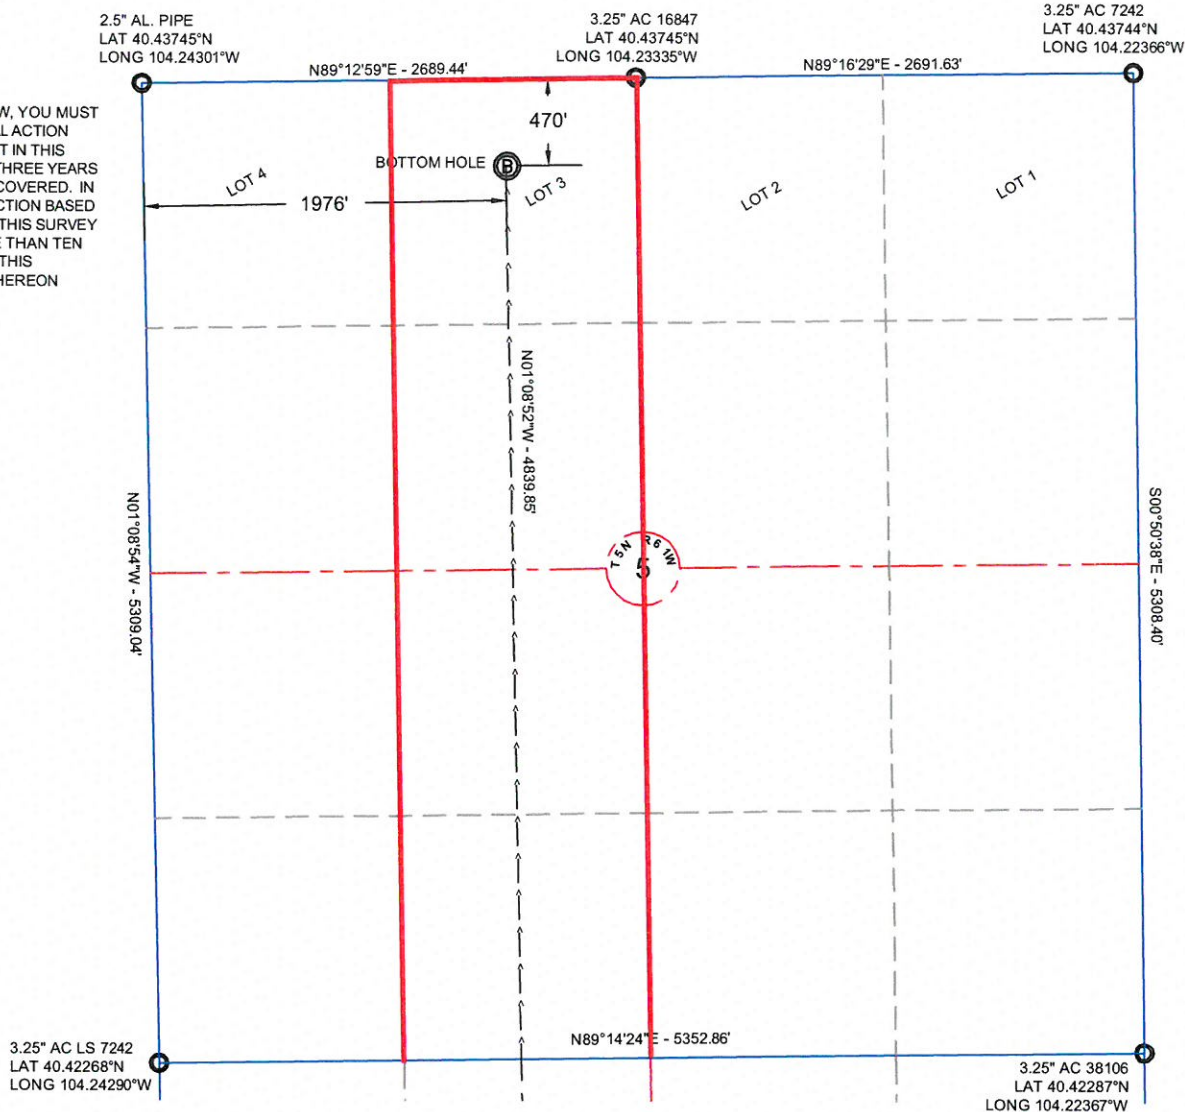 2.5" AL. PIPE
LAT 40.43745°N
LONG 104.24301°W
3.25" AC 16847
LAT 40.43745°N
LONG 104.23335°W
3.25" AC 7242
LAT 40.43744°N
LONG 104.22366°W
N89°12'59"E - 2689.44'
N89°16'29"E - 2691.63'
W, YOU MUST
L ACTION
T IN THIS
THREE YEARS
COVERED. IN
CTION BASED
THIS SURVEY
E THAN TEN
THIS
HEREON
470'
BOTTOM HOLE
B
LOT 4
LOT 3
LOT 2
LOT 1
1976'
N01°08'52"W - 4839.85'
N01°08'54"W - 5309.04'
S00°50'38"E - 5308.40'
T 5 N R 6 1W
5
N89°14'24"E - 5352.86'
3.25" AC LS 7242
LAT 40.42268°N
LONG 104.24290°W
3.25" AC 38106
LAT 40.42287°N
LONG 104.22367°W